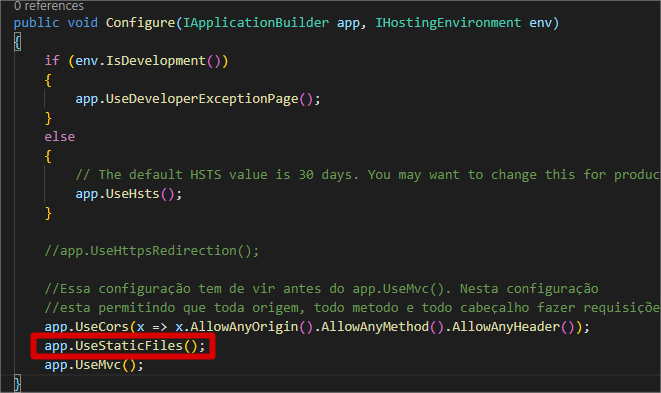 0 references
public void Configure(IApplicationBuilder app, IHostingEnvironment env)
{
if (env.IsDevelopment())
{
app.UseDeveloperExceptionPage();
}
else
{
// The default HSTS value is 30 days. You may want to change this for produc
app.UseHsts();
}
//app.UseHttpsRedirection();
//Essa configuração tem de vir antes do app.UseMvc(). Nesta configuração
//esta permitindo que toda origem, todo metodo e todo cabeçalho fazer requisiçõe
app.UseCors(x => x.AllowAnyOrigin().AllowAnyMethod().AllowAnyHeader());
app.UseStaticFiles();
app.UseMvc();
}